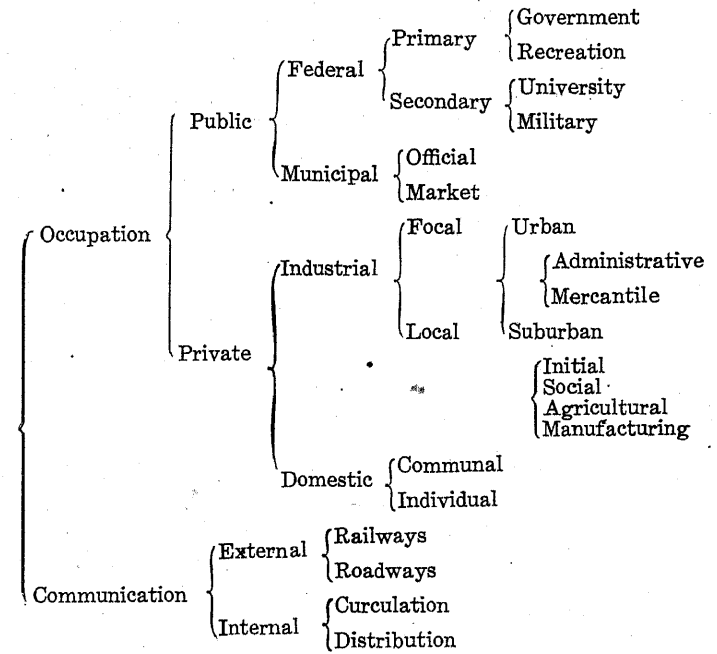 Government
Primary
Recreation
Federal
University
Secondary
Military
Public
Official
Municipal
Market
Occupation
Focal
Urban
Industrial
Administrative
Mercantile
Local
Suburban
Private
Initial
Social
Agricultural
Manufacturing
Communal
Domestic
Individual
Railways
External
Roadways
Communication
Curculation
Internal
Distribution